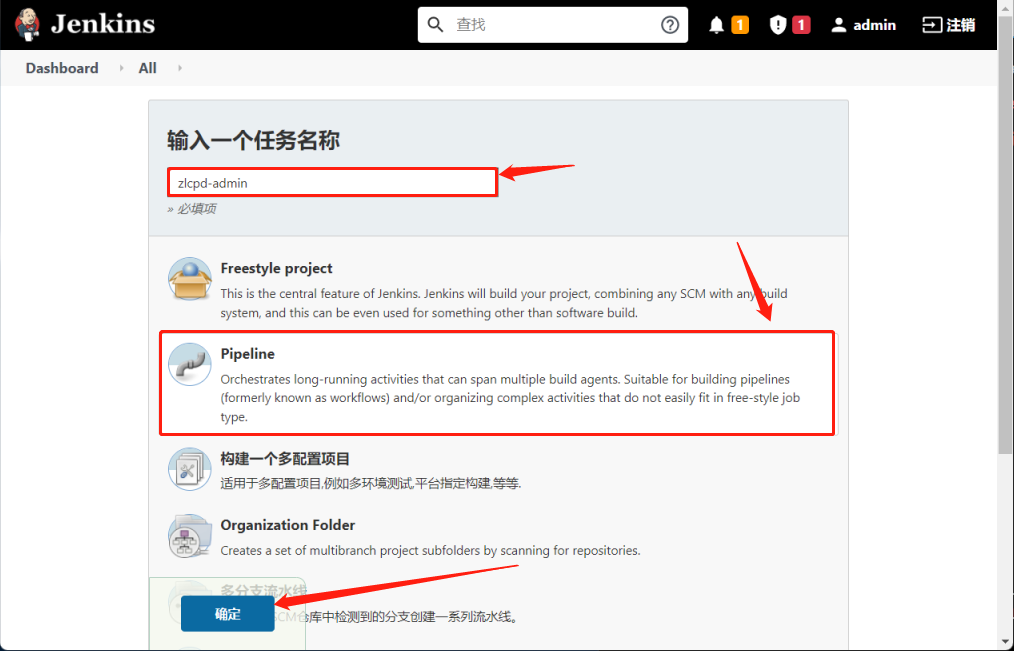 Jenkins
查找
1
1
admin
注销
Dashboard
All
输入一个任务名称
zlcpd-admin
» 必填项
Freestyle project
This is the central feature of Jenkins. Jenkins will build your project, combining any SCM with any build
system, and this can be even used for something other than software build.
Pipeline
Orchestrates long-running activities that can span multiple build agents. Suitable for building pipelines
(formerly known as workflows) and/or organizing complex activities that do not easily fit in free-style job
type.
构建一个多配置项目
适用于多配置项目,例如多环境测试,平台指定构建,等等.
Organization Folder
Creates a set of multibranch project subfolders by scanning for repositories.
多分支流水线
确定
SCM仓库中检测到的分支创建一系列流水线。